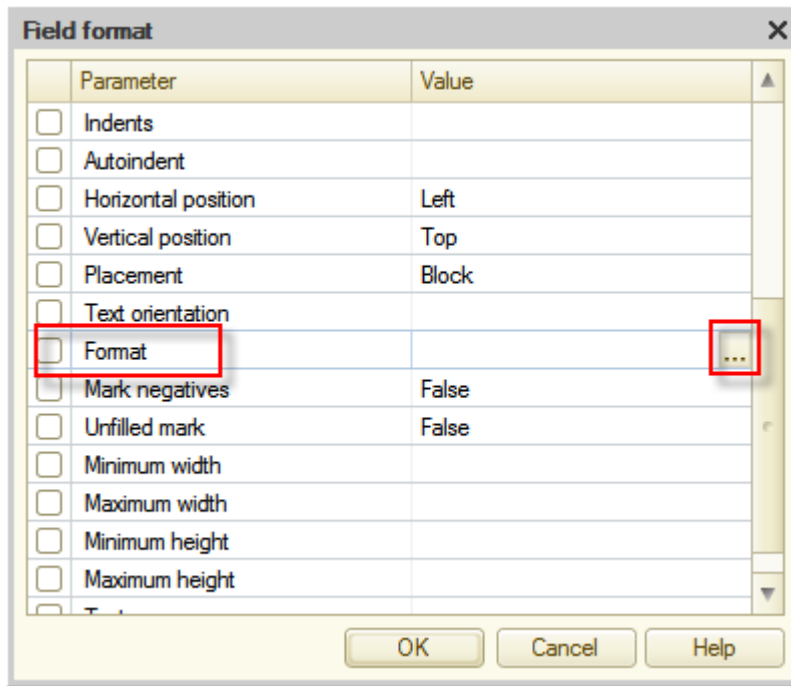 Field format
Parameter Value
Indents
Autoindent
Horizontal position Left
Vertical position Top
Placement Block
Text orientation
Format ...
Mark negatives False
Unfilled mark False
Minimum width
Maximum width
Minimum height
Maximum height
OK Cancel Help